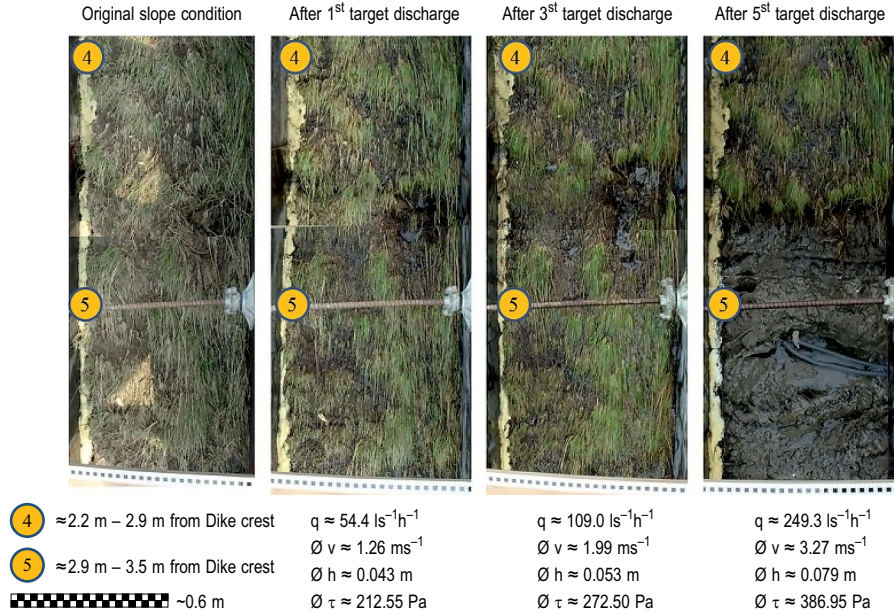 Original slope condition
After 1st target discharge
After 3st target discharge
After 5st target discharge
4
4
4
4
5
5
5
5
4 ≈2.2 m – 2.9 m from Dike crest
5 ≈2.9 m – 3.5 m from Dike crest
~0.6 m
q ≈ 54.4 ls⁻¹h⁻¹
Ø v ≈ 1.26 ms⁻¹
Ø h ≈ 0.043 m
Ø τ ≈ 212.55 Pa
q ≈ 109.0 ls⁻¹h⁻¹
Ø v ≈ 1.99 ms⁻¹
Ø h ≈ 0.053 m
Ø τ ≈ 272.50 Pa
q ≈ 249.3 ls⁻¹h⁻¹
Ø v ≈ 3.27 ms⁻¹
Ø h ≈ 0.079 m
Ø τ ≈ 386.95 Pa